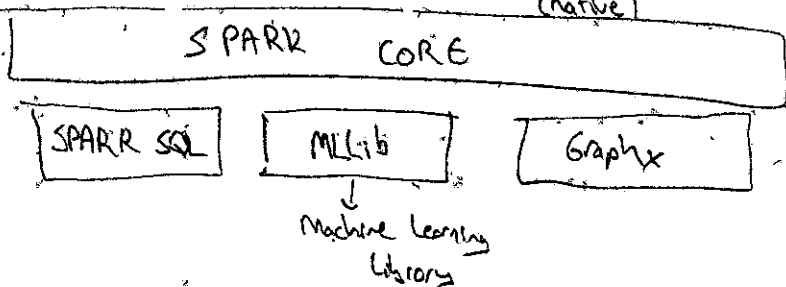 (native)
SPARK CORE
SPARK SQL MLLib Graphx
Machine Learning
Library